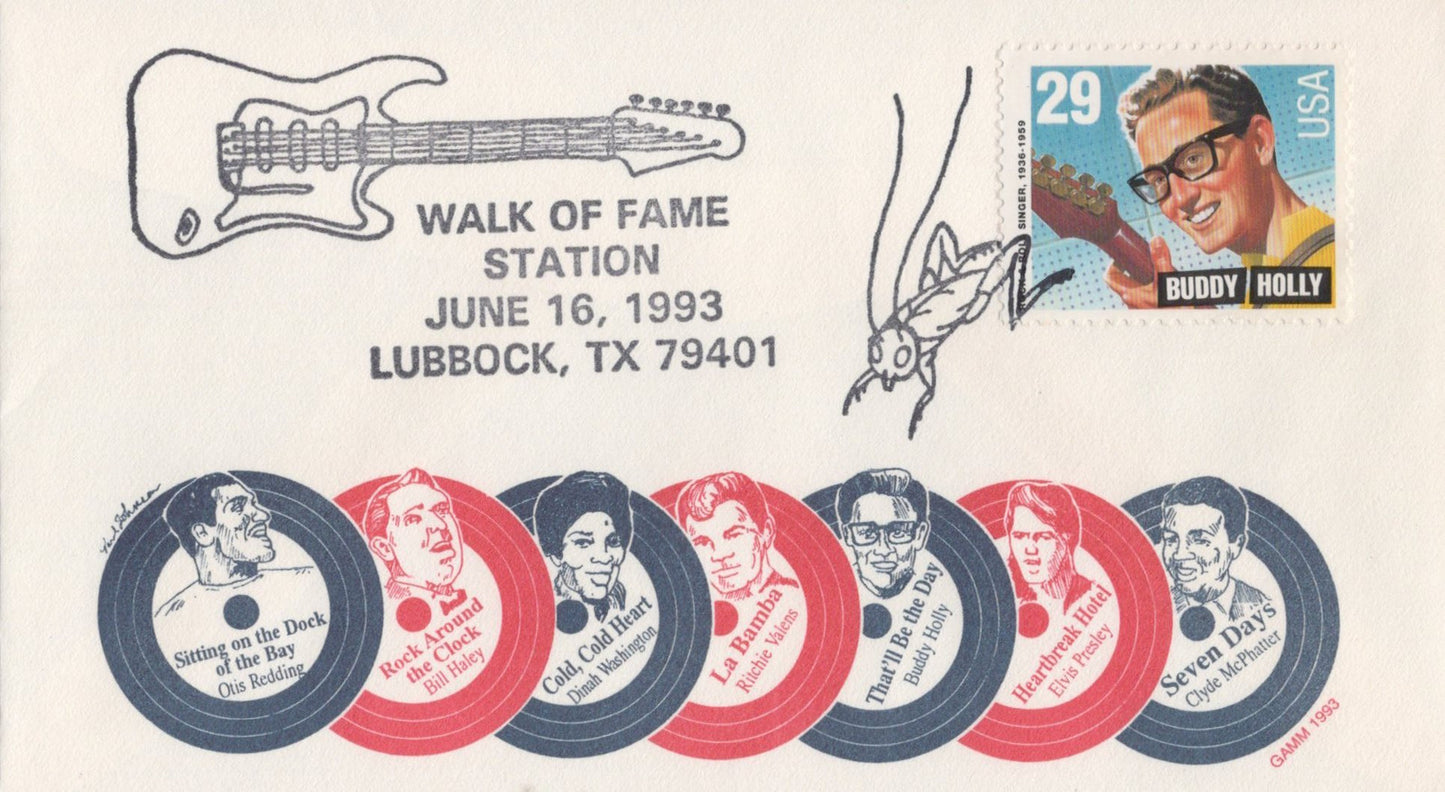 WALK OF FAME
STATION
JUNE 16, 1993
LUBBOCK, TX 79401
29
USA
SINGER, 1936-1959
BUDDY HOLLY
Sitting on the Dock
of the Bay
Otis Redding
Rock Around
the Clock
Bill Haley
Cold, Cold Heart
Dinah Washington
La Bamba
Ritchie Valens
That'll Be the Day
Buddy Holly
Heartbreak Hotel
Elvis Presley
Seven Days
Clyde McPhatter
GAMM 1993